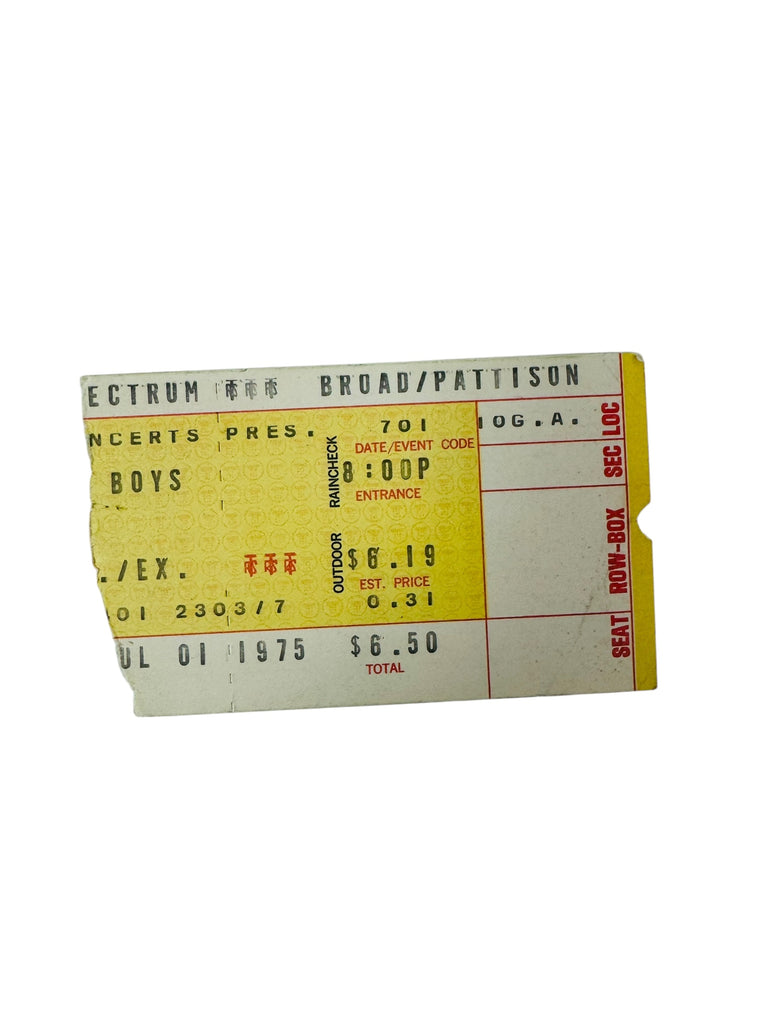 ECTRUM BROAD/PATTISON
NCERTS PRES. 701 10G.A.
DATE/EVENT CODE
BOYS 8:00P
ENTRANCE
OUTDOOR RAINCHECK
./EX. $6.19
EST. PRICE
01 2303/7 0.31
UL 01 1975 $6.50
TOTAL
SEC LOC
ROW-BOX
SEAT